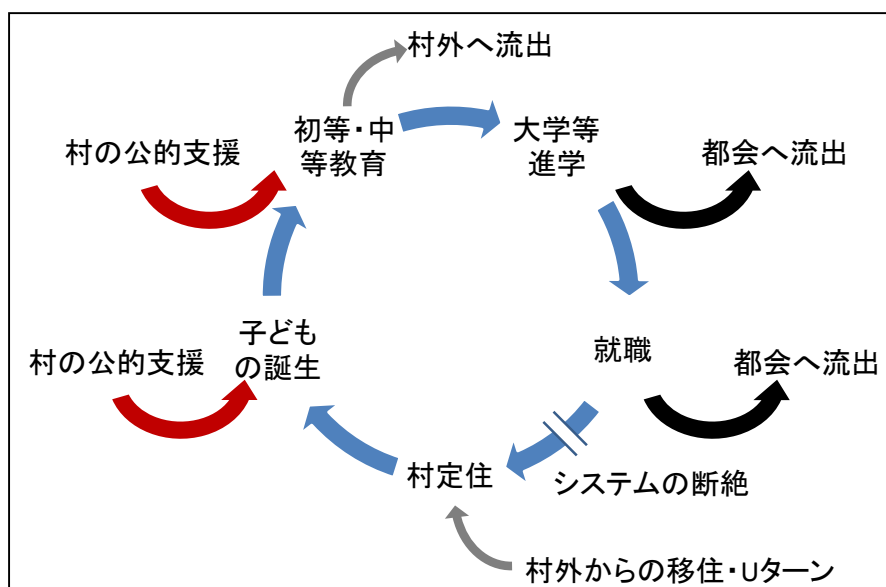 村外へ流出
初等・中
等教育
大学等
進学
村の公的支援
都会へ流出
子ども
の誕生
就職
村の公的支援
都会へ流出
村定住
システムの断絶
村外からの移住・Uターン